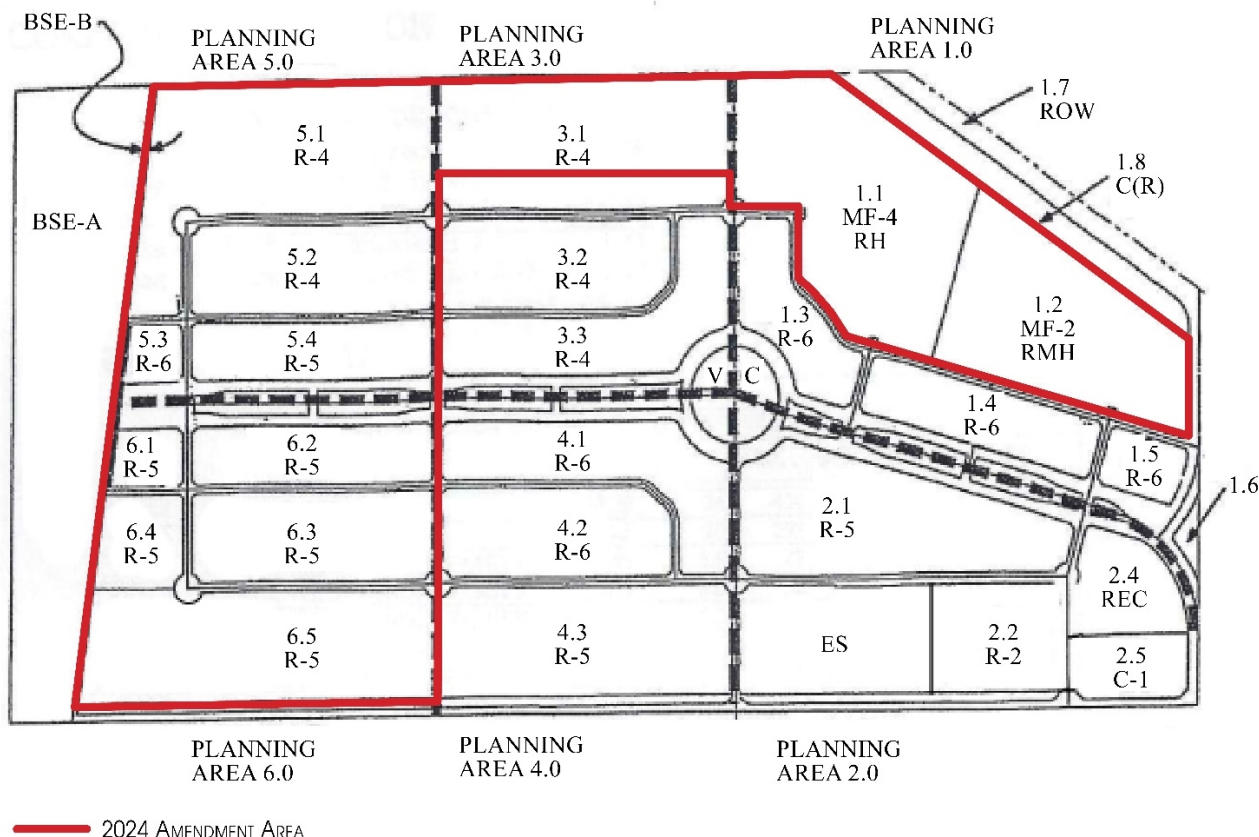 BSE-B
PLANNING
AREA 5.0
PLANNING
AREA 3.0
PLANNING
AREA 1.0
1.7
ROW
1.8
C(R)
5.1
R-4
3.1
R-4
1.1
MF-4
RH
BSE-A
5.2
R-4
3.2
R-4
1.2
MF-2
RMH
5.3
R-6
5.4
R-5
3.3
R-4
1.3
R-6
V C
1.4
R-6
6.1
R-5
6.2
R-5
4.1
R-6
1.5
R-6
1.6
6.4
R-5
6.3
R-5
4.2
R-6
2.1
R-5
2.4
REC
6.5
R-5
4.3
R-5
ES
2.2
R-2
2.5
C-1
PLANNING
AREA 6.0
PLANNING
AREA 4.0
PLANNING
AREA 2.0
2024 AMENDMENT AREA